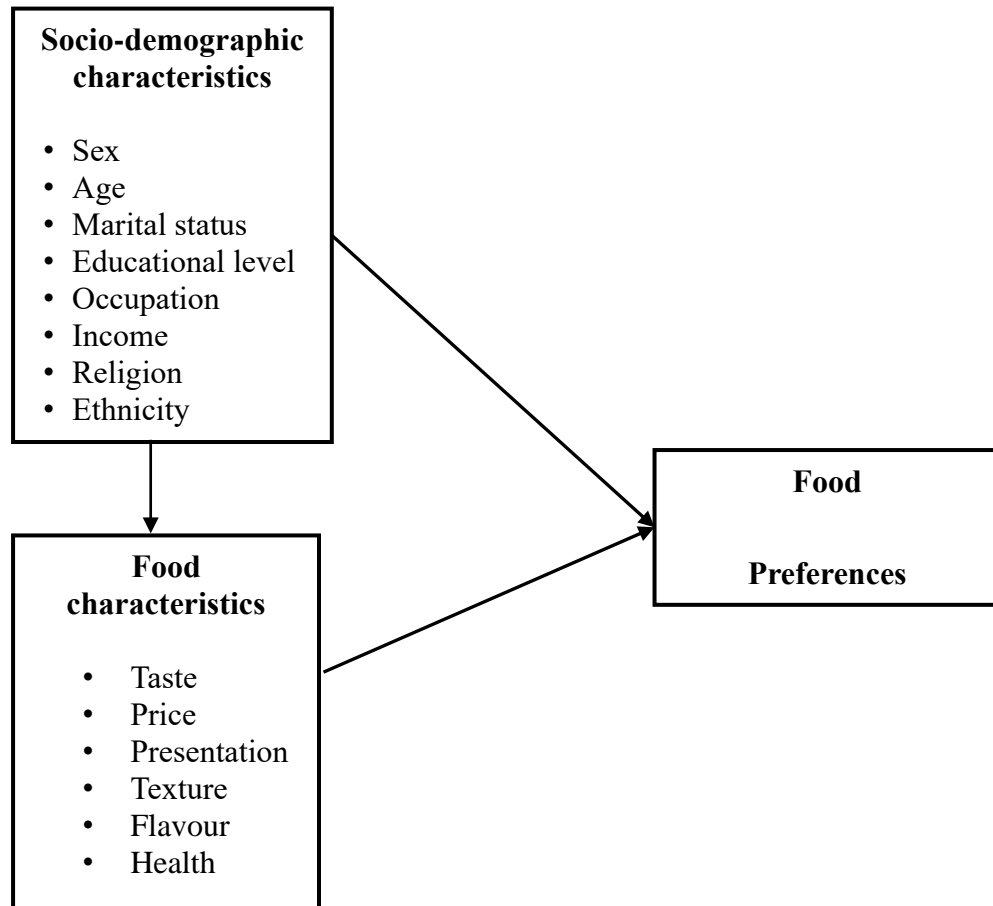 Socio-demographic
characteristics
• Sex
• Age
• Marital status
• Educational level
• Occupation
• Income
• Religion
• Ethnicity
Food
characteristics
• Taste
• Price
• Presentation
• Texture
• Flavour
• Health
Food
Preferences